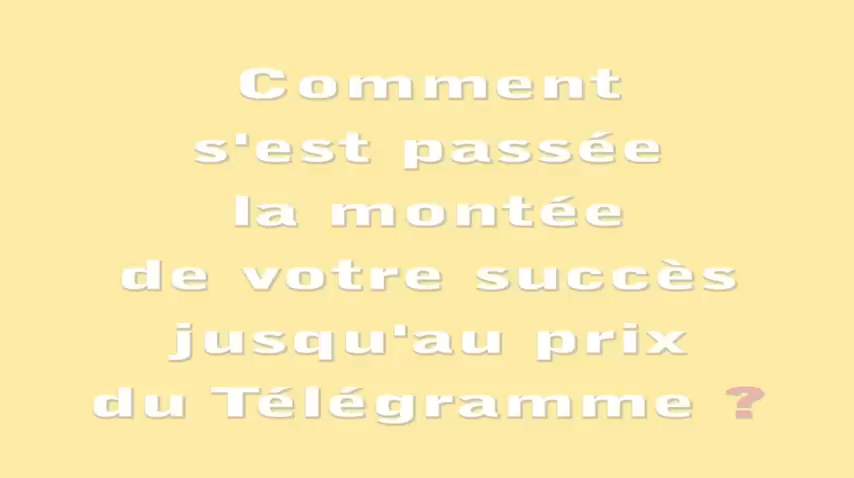 Comment
s'est passée
la montée
de votre succès
jusqu'au prix
du Télégramme ?